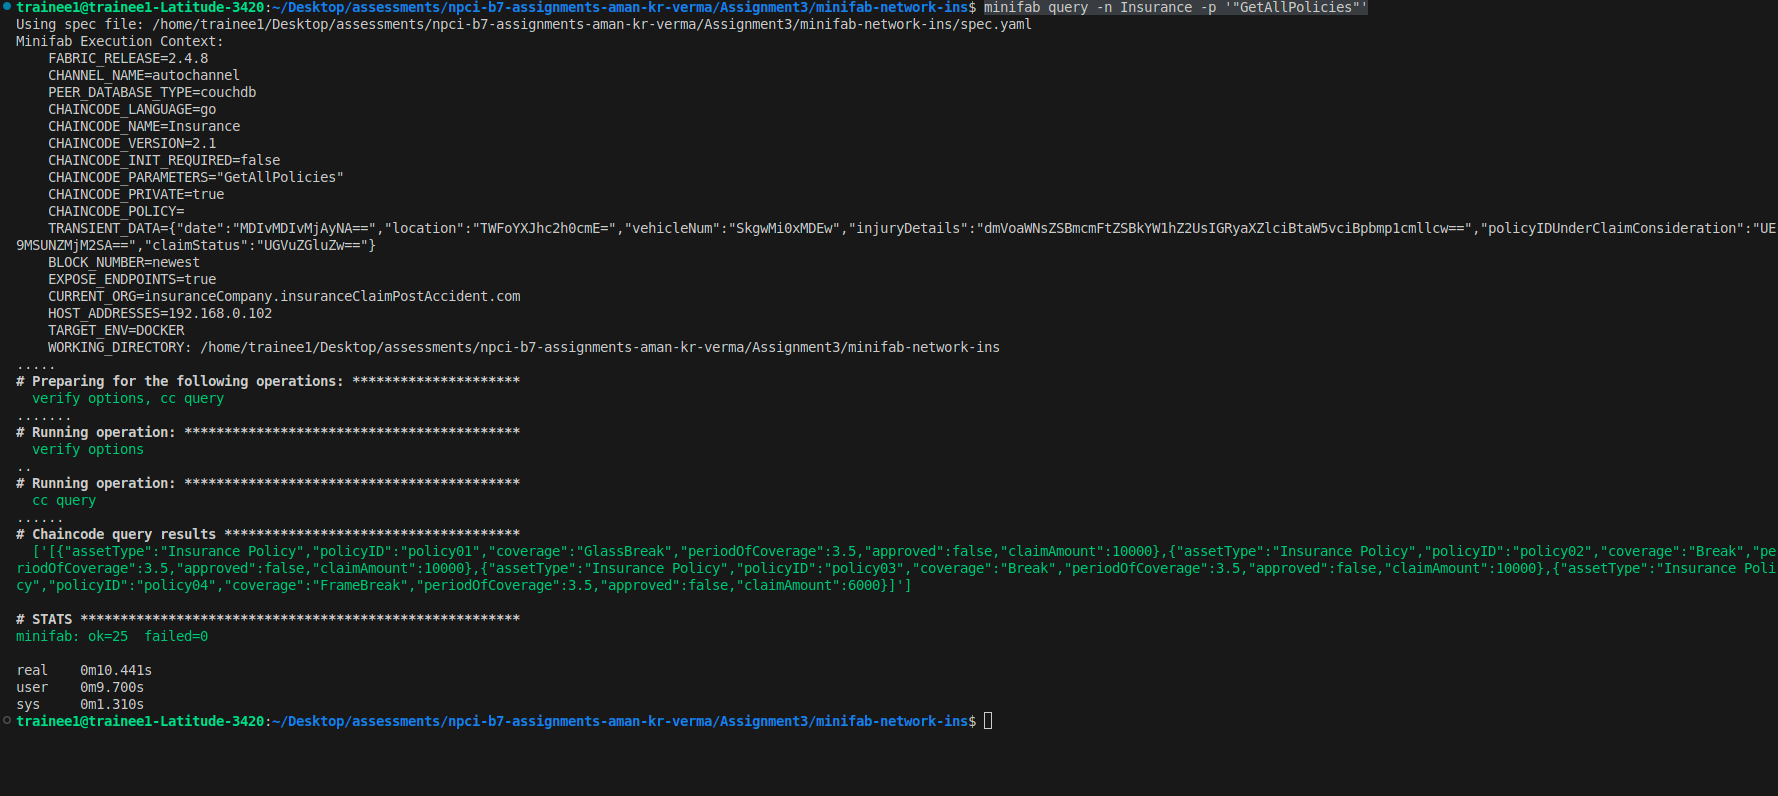 trainee1@trainee1-Latitude-3420:~/Desktop/assessments/npci-b7-assignments-aman-kr-verma/Assignment3/minifab-network-ins$ minifab query -n Insurance -p '"GetAllPolicies"'
Using spec file: /home/trainee1/Desktop/assessments/npci-b7-assignments-aman-kr-verma/Assignment3/minifab-network-ins/spec.yaml
Minifab Execution Context:
    FABRIC_RELEASE=2.4.8
    CHANNEL_NAME=autochannel
    PEER_DATABASE_TYPE=couchdb
    CHAINCODE_LANGUAGE=go
    CHAINCODE_NAME=Insurance
    CHAINCODE_VERSION=2.1
    CHAINCODE_INIT_REQUIRED=false
    CHAINCODE_PARAMETERS="GetAllPolicies"
    CHAINCODE_PRIVATE=true
    CHAINCODE_POLICY=
    TRANSIENT_DATA={"date":"MDIvMDIvMjAyNA==","location":"TWFoYXJhc2h0cmE=","vehicleNum":"SkgwMi0xMDEw","injuryDetails":"dmVoaWNsZSBmcmFtZSBkYW1hZ2UsIGRyaXZlciBtaW5vciBpbmp1cmllcw==","policyIDUnderClaimConsideration":"UE
9MSUNZMjM2SA==","claimStatus":"UGVuZGluZw=="}
    BLOCK_NUMBER=newest
    EXPOSE_ENDPOINTS=true
    CURRENT_ORG=insuranceCompany.insuranceClaimPostAccident.com
    HOST_ADDRESSES=192.168.0.102
    TARGET_ENV=DOCKER
    WORKING_DIRECTORY: /home/trainee1/Desktop/assessments/npci-b7-assignments-aman-kr-verma/Assignment3/minifab-network-ins
.....
# Preparing for the following operations: *********************
  verify options, cc query
.......
# Running operation: ******************************************
  verify options
..
# Running operation: ******************************************
  cc query
......
# Chaincode query results *************************************
  ['[{"assetType":"Insurance Policy","policyID":"policy01","coverage":"GlassBreak","periodOfCoverage":3.5,"approved":false,"claimAmount":10000},{"assetType":"Insurance Policy","policyID":"policy02","coverage":"Break","pe
riodOfCoverage":3.5,"approved":false,"claimAmount":10000},{"assetType":"Insurance Policy","policyID":"policy03","coverage":"Break","periodOfCoverage":3.5,"approved":false,"claimAmount":10000},{"assetType":"Insurance Poli
cy","policyID":"policy04","coverage":"FrameBreak","periodOfCoverage":3.5,"approved":false,"claimAmount":6000}]']
# STATS *******************************************************
minifab: ok=25  failed=0
real    0m10.441s
user    0m9.700s
sys     0m1.310s
trainee1@trainee1-Latitude-3420:~/Desktop/assessments/npci-b7-assignments-aman-kr-verma/Assignment3/minifab-network-ins$